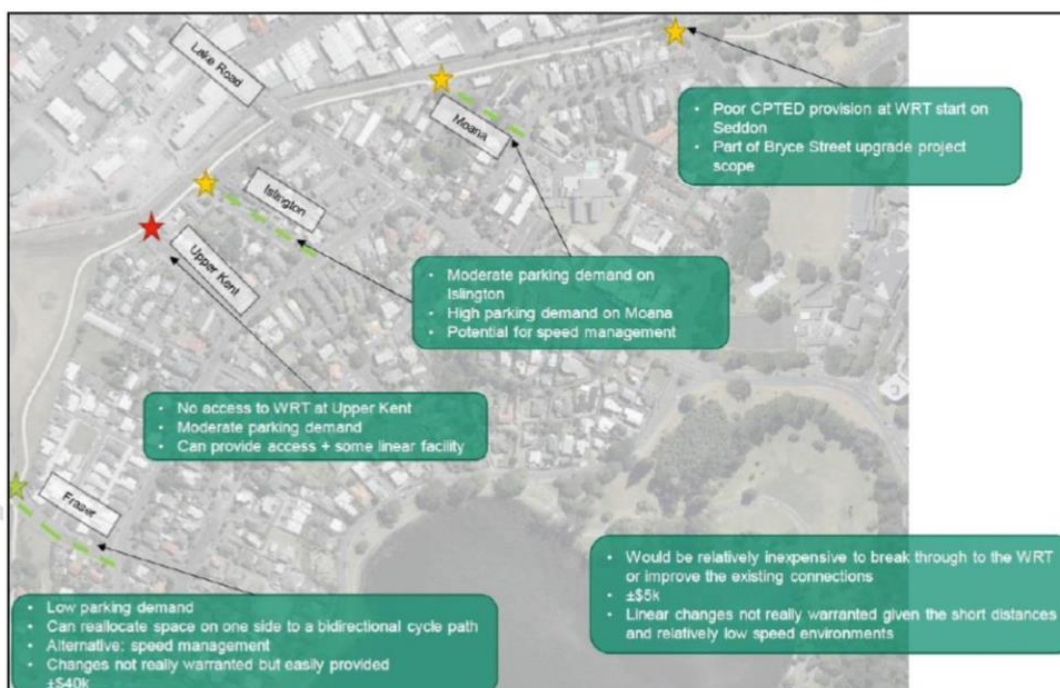 Lake Road
Moana
• Poor CPTED provision at WRT start on
Seddon
• Part of Bryce Street upgrade project
scope
Islington
Upper Kent
• Moderate parking demand on
Islington
• High parking demand on Moana
• Potential for speed management
• No access to WRT at Upper Kent
• Moderate parking demand
• Can provide access + some linear facility
Fraser
• Would be relatively inexpensive to break through to the WRT
or improve the existing connections
• ±$5k
• Linear changes not really warranted given the short distances
and relatively low speed environments
• Low parking demand
• Can reallocate space on one side to a bidirectional cycle path
• Alternative: speed management
• Changes not really warranted but easily provided
±$40k